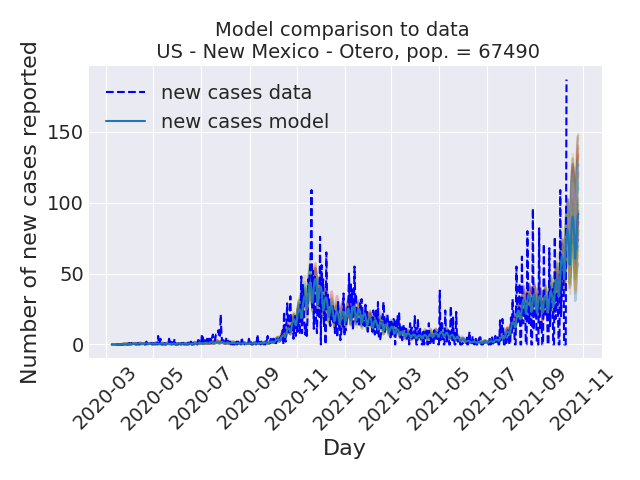 Model comparison to data
US - New Mexico - Otero, pop. = 67490
Number of new cases reported
new cases data
new cases model
150
100
50
0
2020-03
2020-05
2020-07
2020-09
2020-11
2021-01
2021-03
2021-05
2021-07
2021-09
2021-11
Day